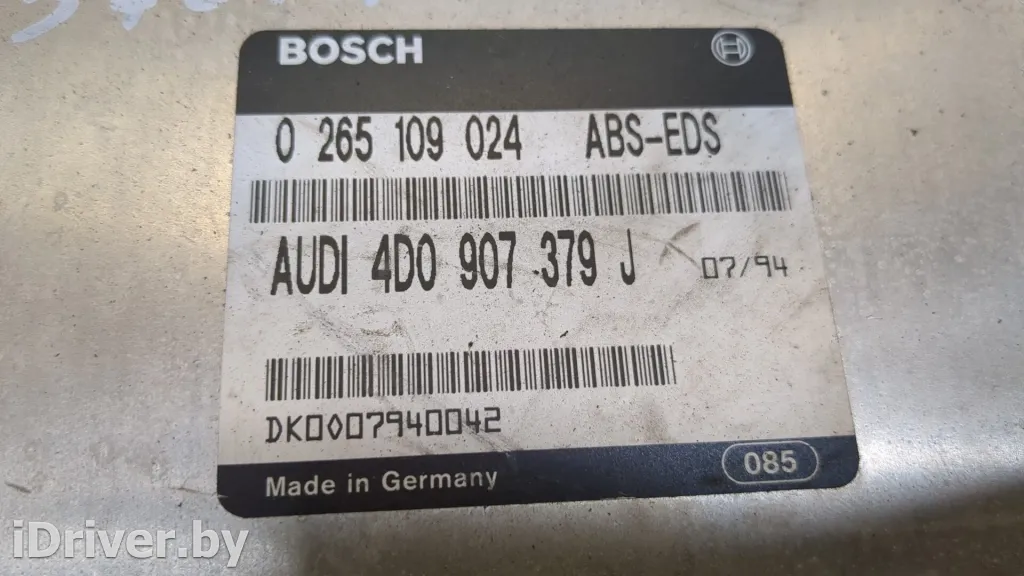 BOSCH
0 265 109 024 ABS-EDS
AUDI 4D0 907 379 J 07/94
DK0007940042
Made in Germany 085
iDriver.by